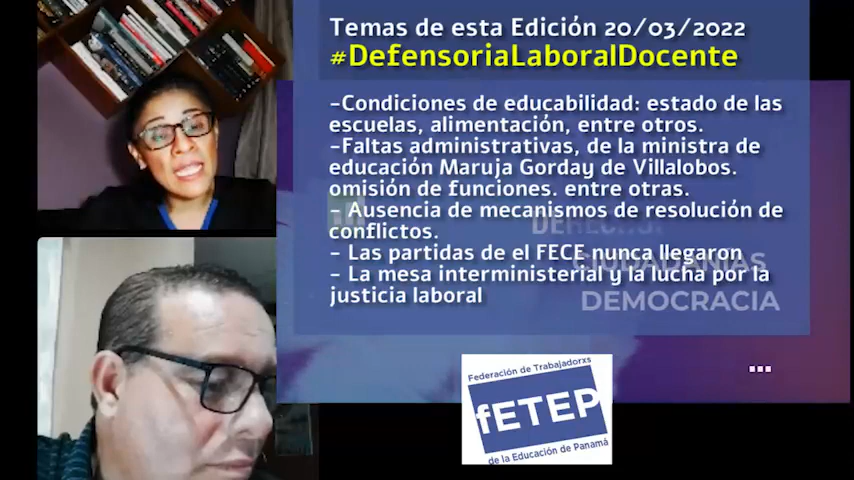 Temas de esta Edición 20/03/2022
#DefensoriaLaboralDocente
-Condiciones de educabilidad: estado de las
escuelas, alimentación, entre otros.
-Faltas administrativas, de la ministra de
educación Maruja Gorday de Villalobos.
omisión de funciones. entre otras.
- Ausencia de mecanismos de resolución de
conflictos.
- Las partidas de el FECE nunca llegaron
- La mesa interministerial y la lucha por la
justicia laboral
CIUDADANÍAS
DEMOCRACIA
Federación de Trabajadorxs
fETEP
de la Educación de Panamá